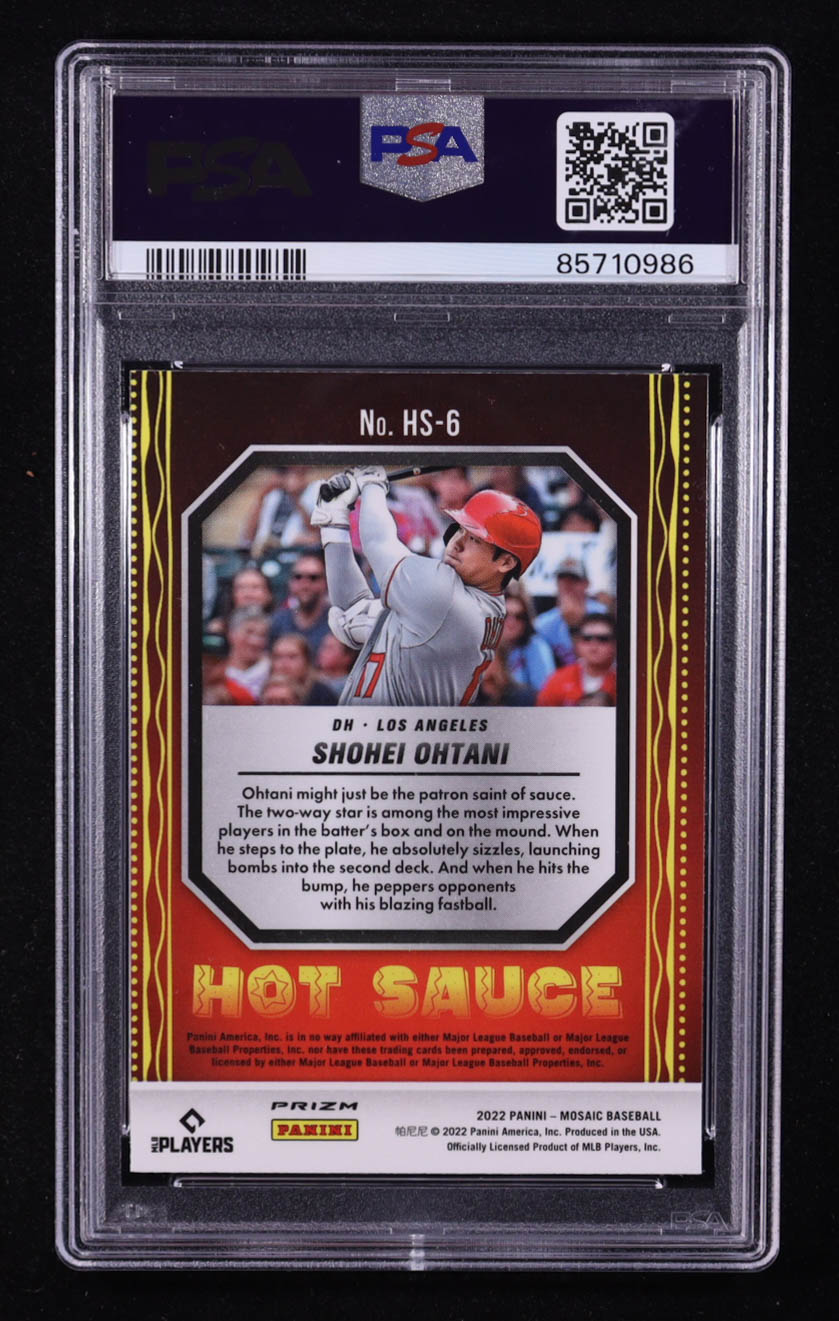 PSA
PSA
85710986
No. HS-6
17
DH · LOS ANGELES
SHOHEI OHTANI
Ohtani might just be the patron saint of sauce.
The two-way star is among the most impressive
players in the batter's box and on the mound. When
he steps to the plate, he absolutely sizzles, launching
bombs into the second deck. And when he hits the
bump, he peppers opponents
with his blazing fastball.
HOT SAUCE
Panini America, Inc. is in no way affiliated with either Major League Baseball or Major League
Baseball Properties, Inc. nor have these trading cards been prepared, approved, endorsed, or
licensed by either Major League Baseball or Major League Baseball Properties, Inc.
MLB PLAYERS
PRIZM
PANINI
2022 PANINI – MOSAIC BASEBALL
帕尼尼 © 2022 Panini America, Inc. Produced in the USA.
Officially Licensed Product of MLB Players, Inc.
PSA